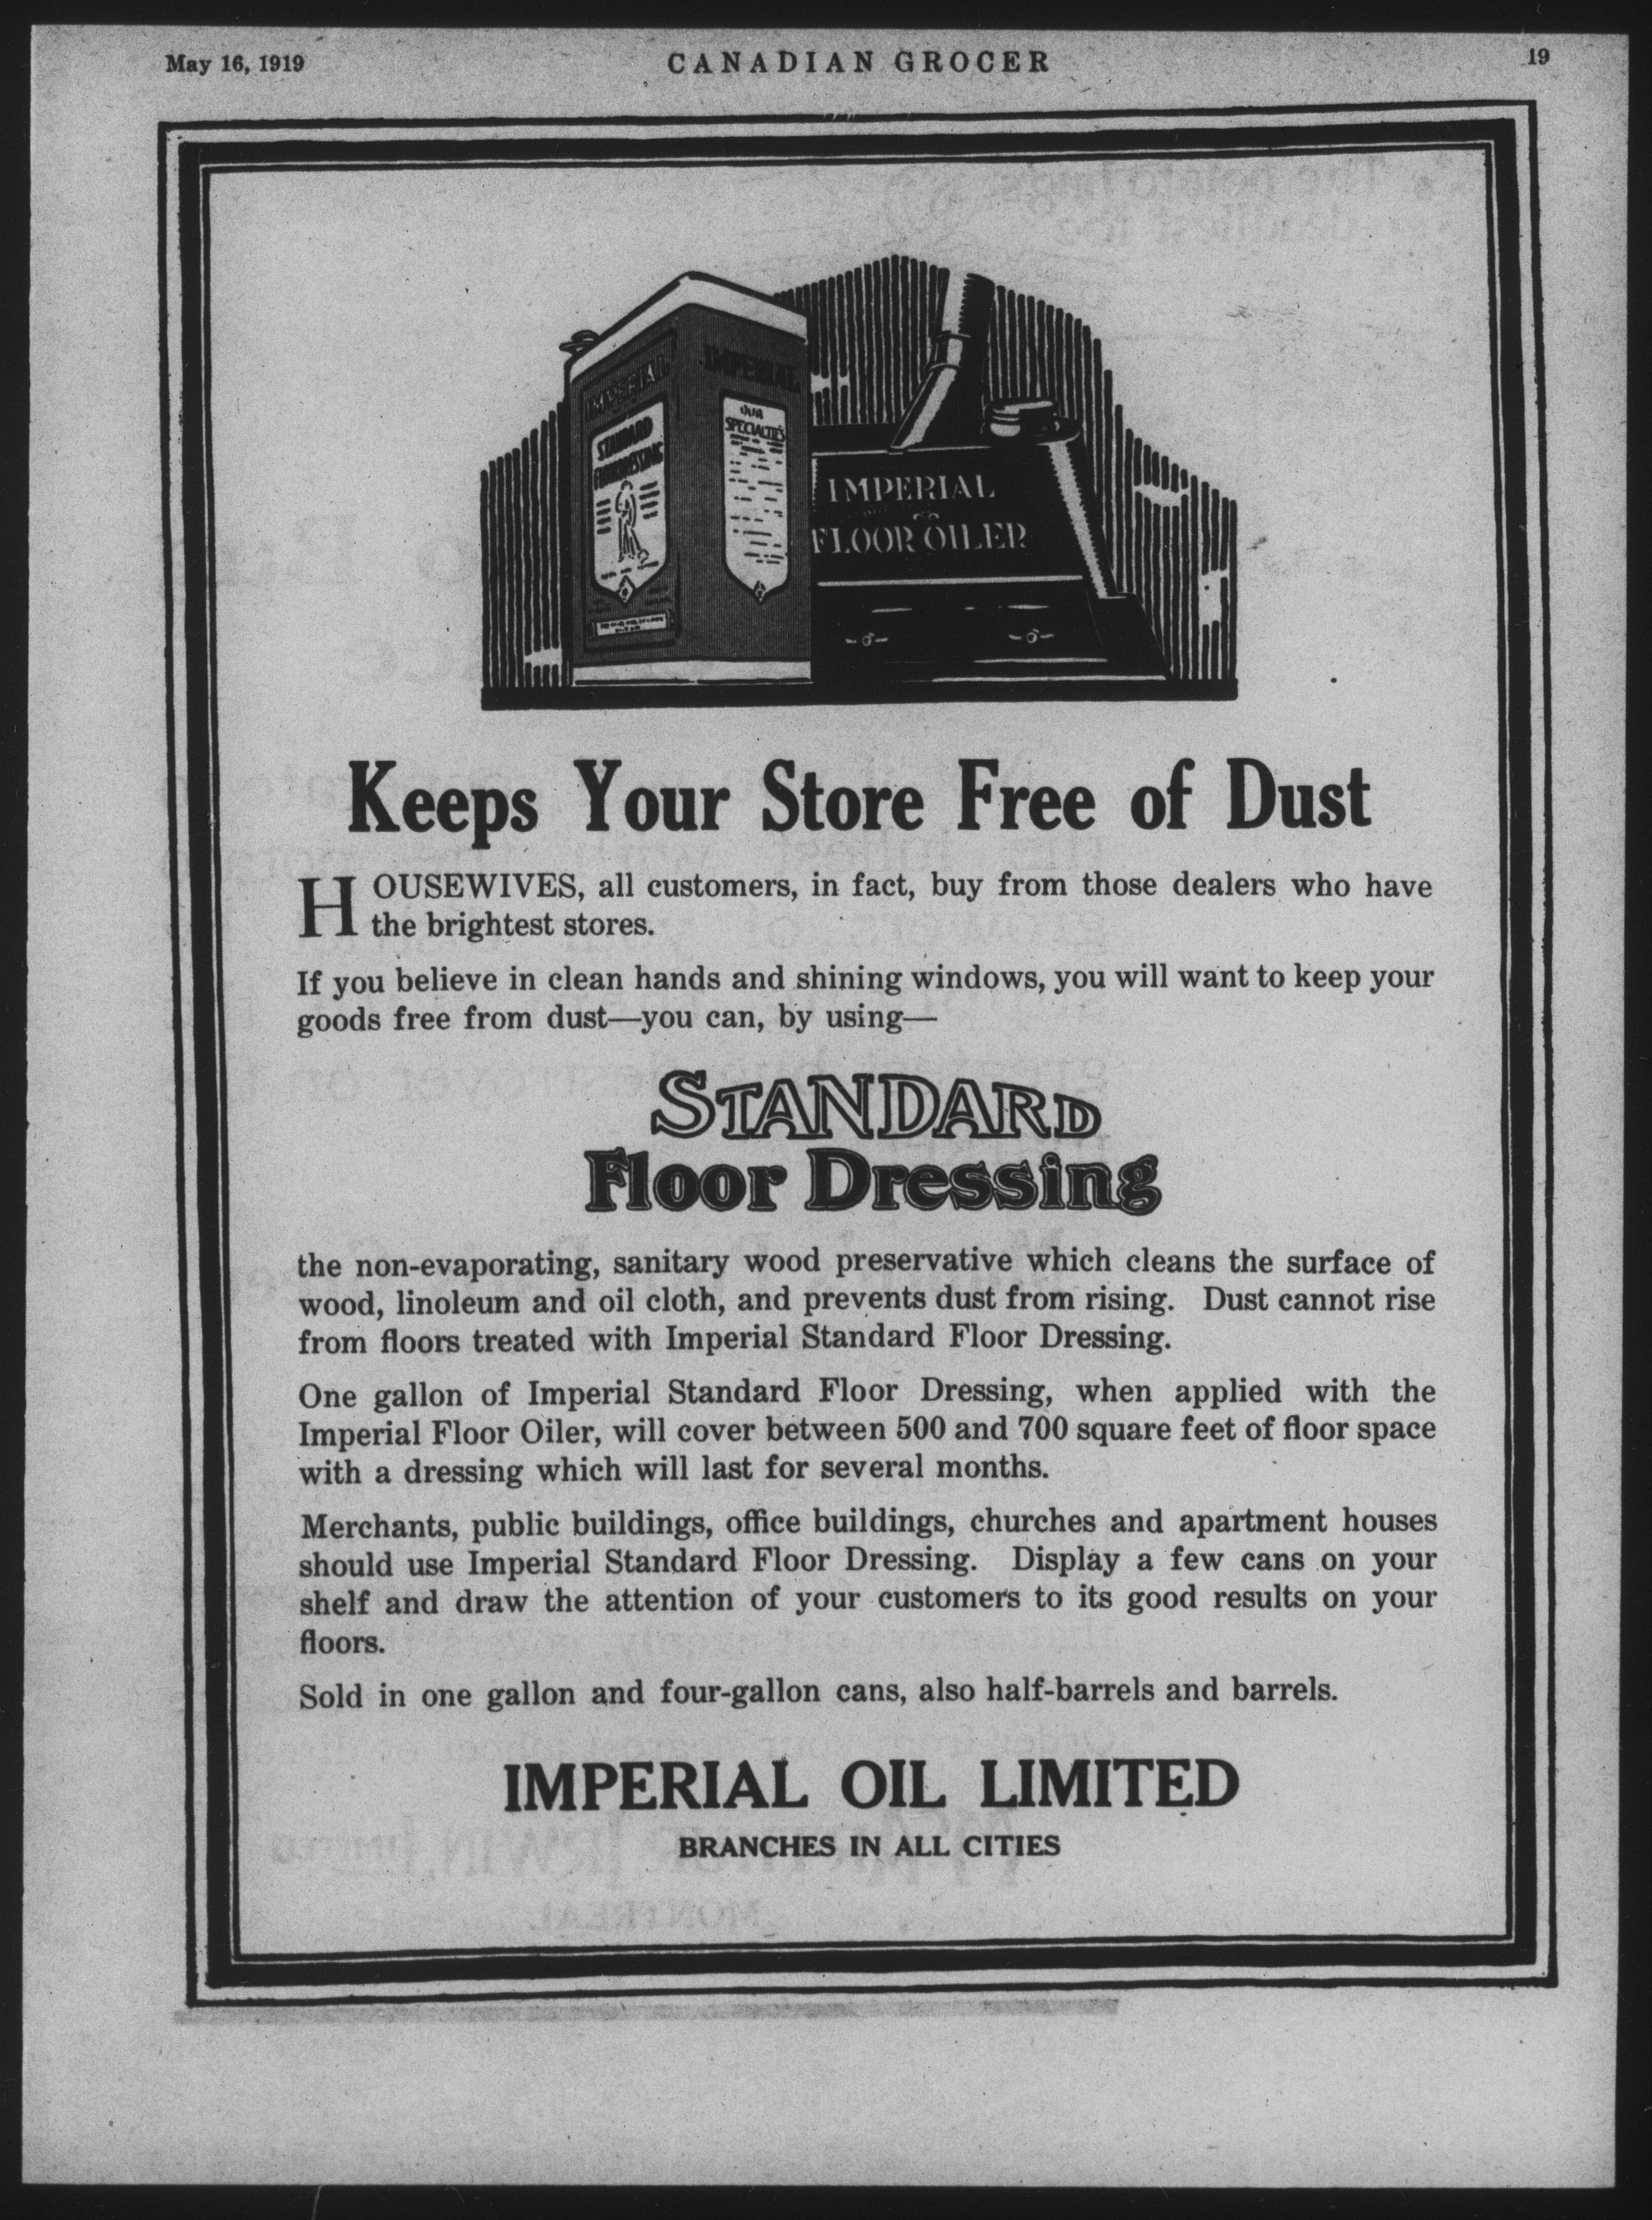 May 16, 1919
CANADIAN GROCER
19
IMPERIAL
STANDARD
FLOOR DRESSING
IMPERIAL
OUR
SPECIALTIES
IMPERIAL
FLOOR OILER
Keeps Your Store Free of Dust
HOUSEWIVES, all customers, in fact, buy from those dealers who have
the brightest stores.
If you believe in clean hands and shining windows, you will want to keep your
goods free from dust—you can, by using—
STANDARD
Floor Dressing
the non-evaporating, sanitary wood preservative which cleans the surface of
wood, linoleum and oil cloth, and prevents dust from rising. Dust cannot rise
from floors treated with Imperial Standard Floor Dressing.
One gallon of Imperial Standard Floor Dressing, when applied with the
Imperial Floor Oiler, will cover between 500 and 700 square feet of floor space
with a dressing which will last for several months.
Merchants, public buildings, office buildings, churches and apartment houses
should use Imperial Standard Floor Dressing. Display a few cans on your
shelf and draw the attention of your customers to its good results on your
floors.
Sold in one gallon and four-gallon cans, also half-barrels and barrels.
IMPERIAL OIL LIMITED
BRANCHES IN ALL CITIES